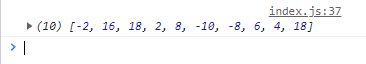 index.js:37
(10) [-2, 16, 18, 2, 8, -10, -8, 6, 4, 18]